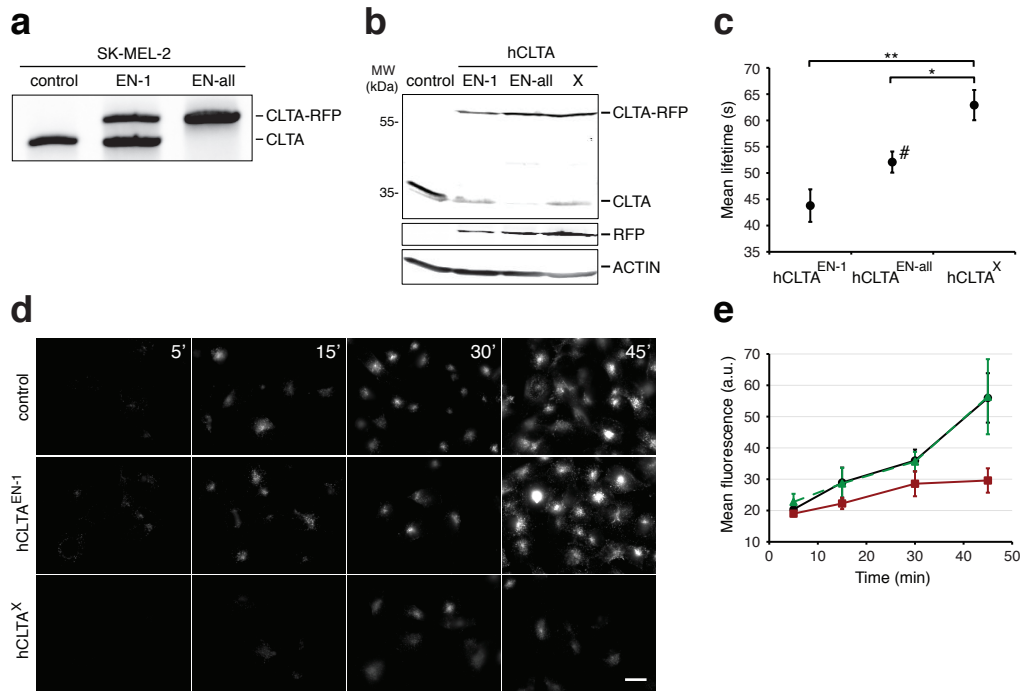 a
SK-MEL-2
control EN-1 EN-all
CLTA-RFP
CLTA
b
hCLTA
MW
(kDa)
control EN-1 EN-all X
55-
35-
CLTA-RFP
CLTA
RFP
ACTIN
c
Mean lifetime (s)
70
65
60
55
50
45
40
35
**
*
#
hCLTA^EN-1 hCLTA^EN-all hCLTA^X
d
5’ 15’ 30’ 45’
control
hCLTA^EN-1
hCLTA^X
e
Mean fluorescence (a.u.)
70
60
50
40
30
20
10
0 10 20 30 40 50
Time (min)